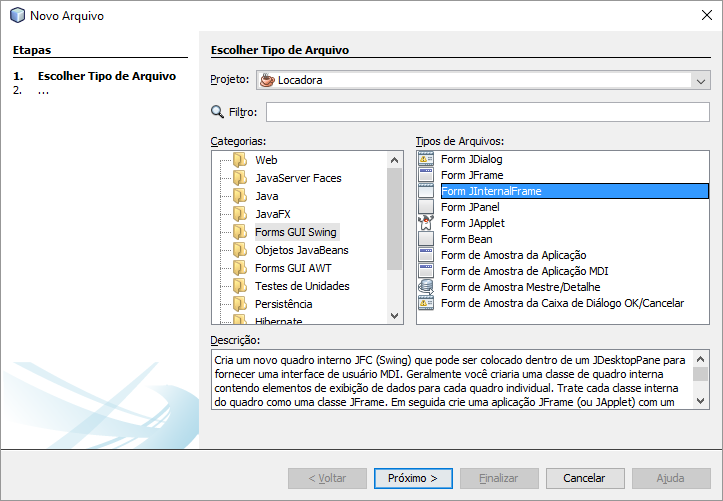 Novo Arquivo
Etapas
1. Escolher Tipo de Arquivo
2. ...
Escolher Tipo de Arquivo
Projeto: Locadora
Filtro:
Categorias:
Web
JavaServer Faces
Java
JavaFX
Forms GUI Swing
Objetos JavaBeans
Forms GUI AWT
Testes de Unidades
Persistência
Hibernate
Tipos de Arquivos:
Form JDialog
Form JFrame
Form JInternalFrame
Form JPanel
Form JApplet
Form Bean
Form de Amostra da Aplicação
Form de Amostra de Aplicação MDI
Form de Amostra Mestre/Detalhe
Form de Amostra da Caixa de Diálogo OK/Cancelar
Descrição:
Cria um novo quadro interno JFC (Swing) que pode ser colocado dentro de um JDesktopPane para
fornecer uma interface de usuário MDI. Geralmente você criaria uma classe de quadro interna
contendo elementos de exibição de dados para cada quadro individual. Trate cada classe interna
do quadro como uma classe JFrame. Em seguida crie uma aplicação JFrame (ou JApplet) com um
< Voltar
Próximo >
Finalizar
Cancelar
Ajuda